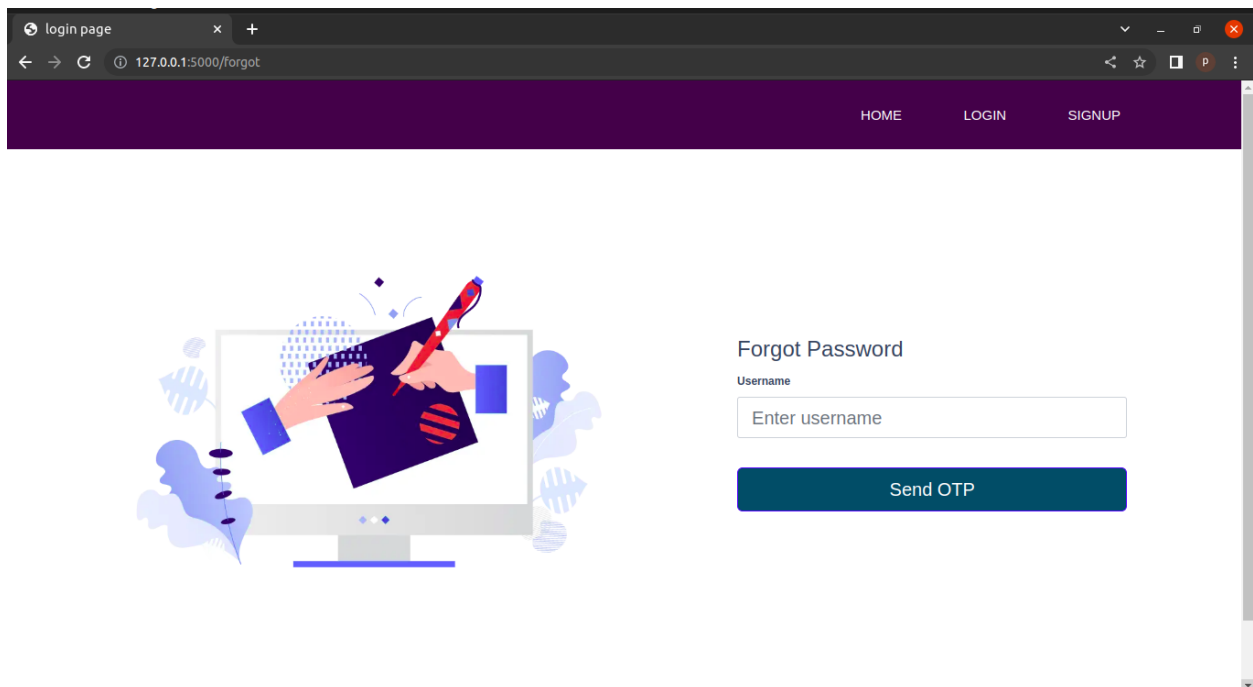 login page
127.0.0.1:5000/forgot
P
HOME LOGIN SIGNUP
Forgot Password
Username
Enter username
Send OTP